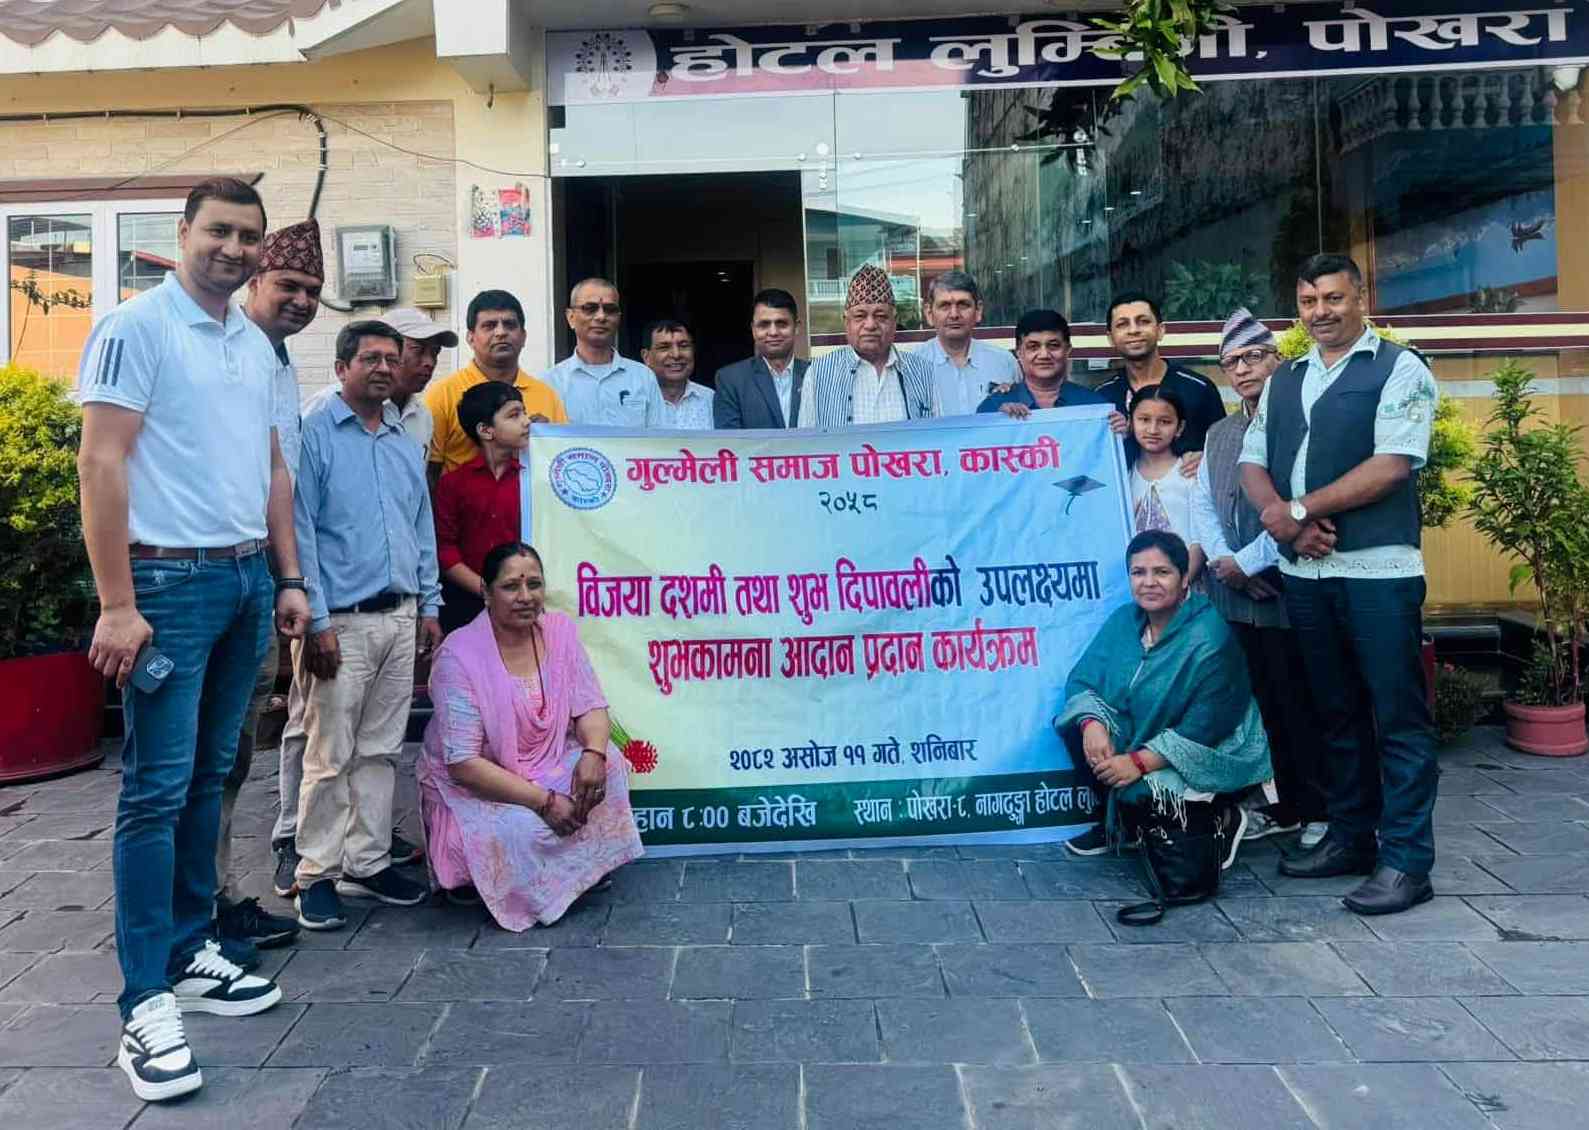 होटल लुम्बिनी, पोखरा
गुल्मेली समाज पोखरा, कास्की
२०५८
विजया दशमी तथा शुभ दिपावलीको उपलक्ष्यमा
शुभकामना आदान प्रदान कार्यक्रम
२०८२ असोज ११ गते, शनिबार
८:00 बजेदेखि स्थान : पोखरा-८, नागढुङ्गा होटल